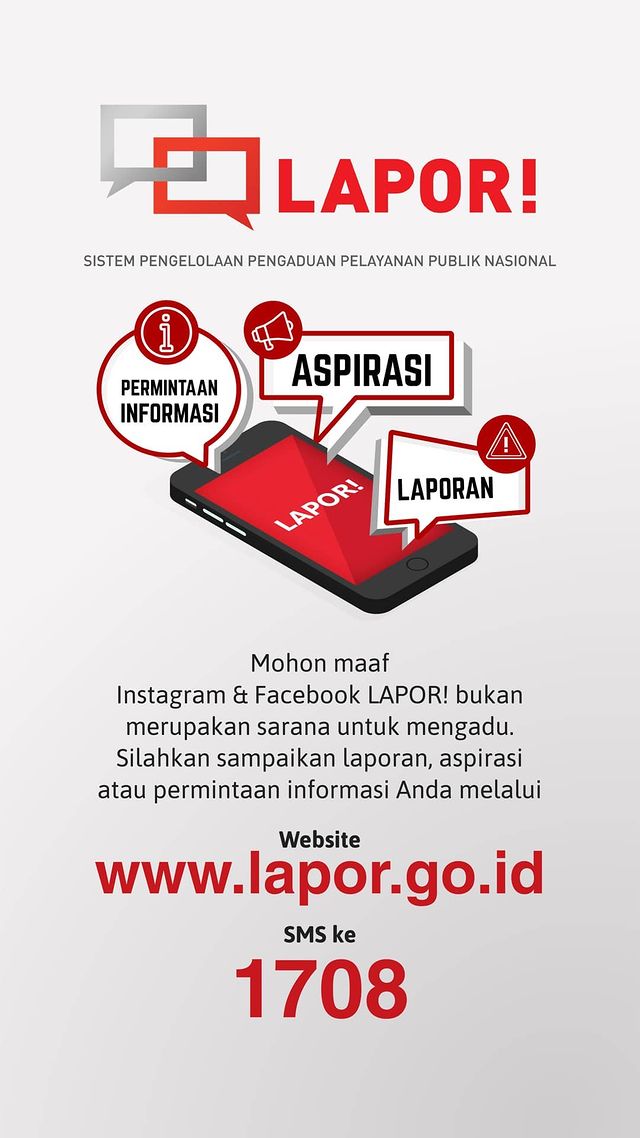 LAPOR!
SISTEM PENGELOLAAN PENGADUAN PELAYANAN PUBLIK NASIONAL
PERMINTAAN
INFORMASI
ASPIRASI
LAPORAN
LAPOR!
Mohon maaf
Instagram & Facebook LAPOR! bukan
merupakan sarana untuk mengadu.
Silahkan sampaikan laporan, aspirasi
atau permintaan informasi Anda melalui
Website
www.lapor.go.id
SMS ke
1708